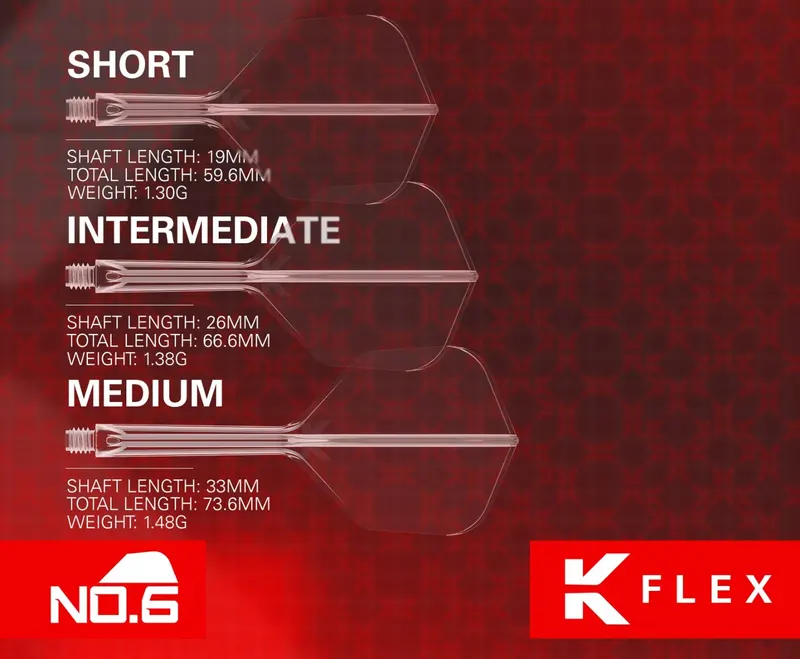 SHORT
SHAFT LENGTH: 19MM
TOTAL LENGTH: 59.6MM
WEIGHT: 1.30G
INTERMEDIATE
SHAFT LENGTH: 26MM
TOTAL LENGTH: 66.6MM
WEIGHT: 1.38G
MEDIUM
SHAFT LENGTH: 33MM
TOTAL LENGTH: 73.6MM
WEIGHT: 1.48G
NO.6
K FLEX